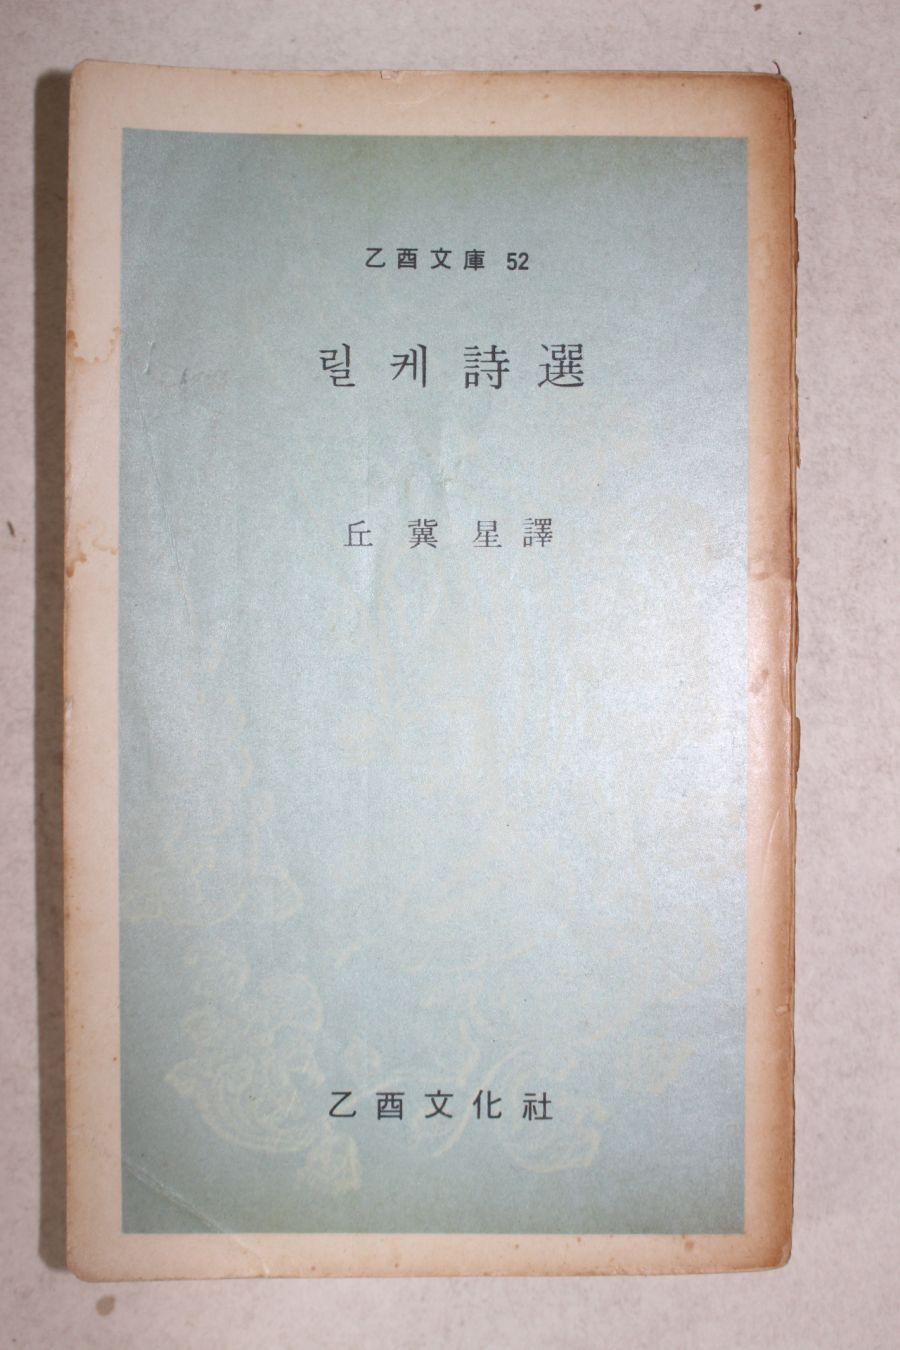 乙酉文庫 52
릴케 詩選
丘冀星 譯
乙酉文化社